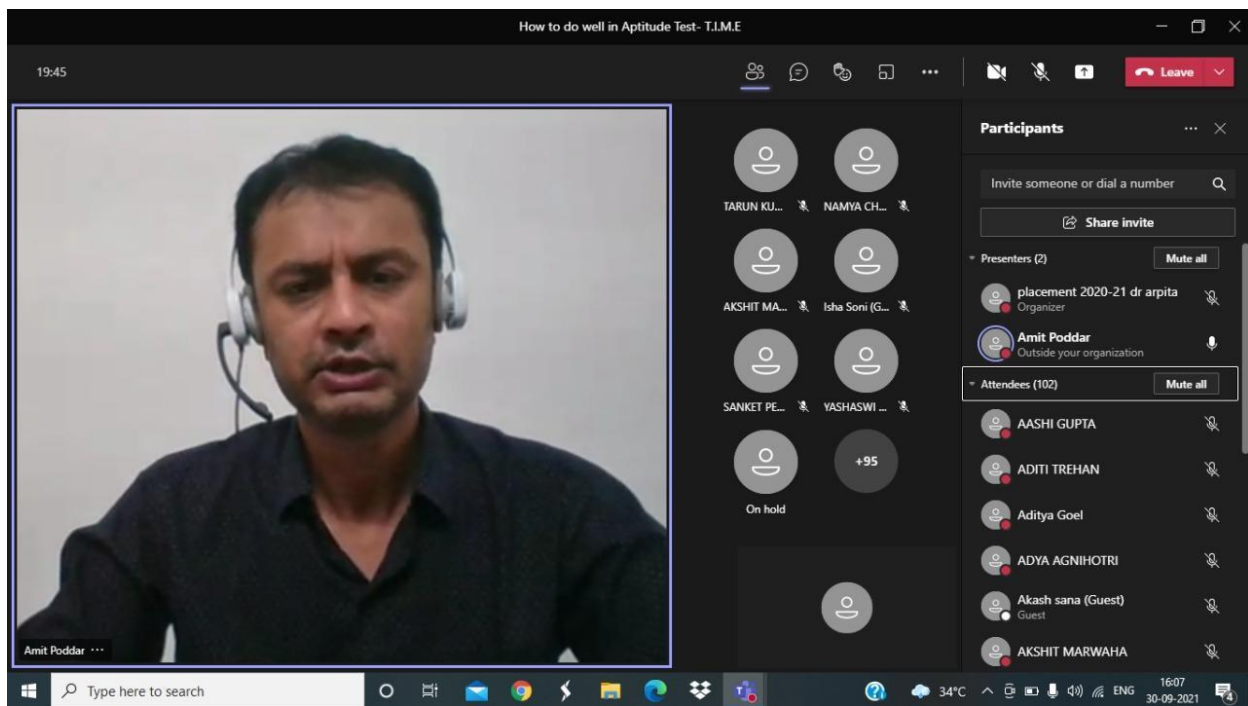 How to do well in Aptitude Test- T.I.M.E
19:45
Leave
Amit Poddar ...
TARUN KU...
NAMYA CH...
AKSHIT MA...
Isha Soni (G...
SANKET PE...
YASHASWI ...
On hold
+95
Participants
Invite someone or dial a number
Share invite
Presenters (2)
Mute all
placement 2020-21 dr arpita
Organizer
Amit Poddar
Outside your organization
Attendees (102)
Mute all
AASHI GUPTA
ADITI TREHAN
Aditya Goel
ADYA AGNIHOTRI
Akash sana (Guest)
Guest
AKSHIT MARWAHA
Type here to search
34°C
ENG
16:07
30-09-2021
4